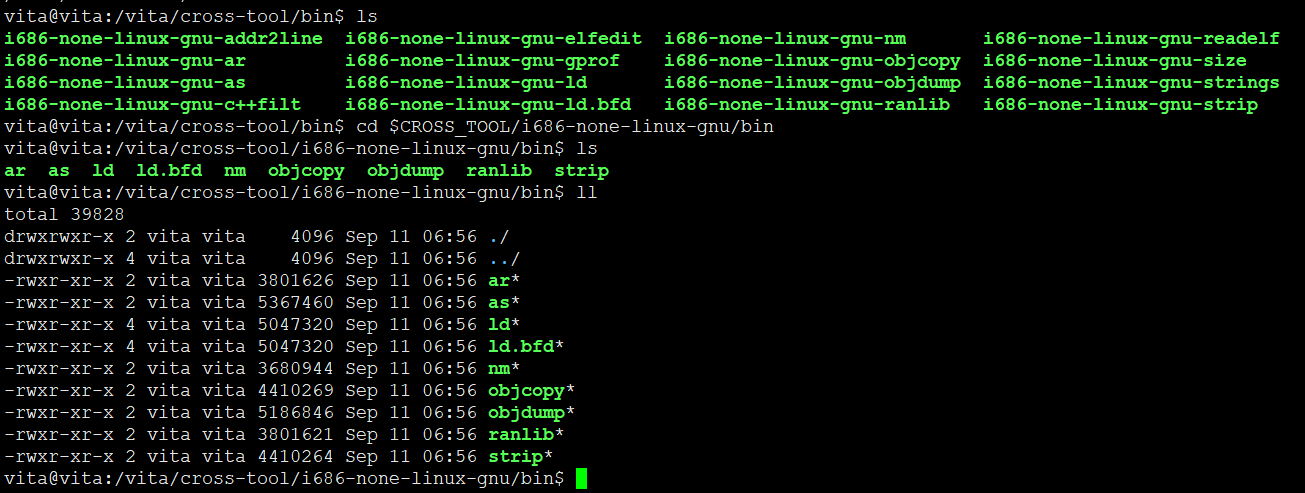 vita@vita:/vita/cross-tool/bin$ ls
i686-none-linux-gnu-addr2line  i686-none-linux-gnu-elfedit  i686-none-linux-gnu-nm       i686-none-linux-gnu-readelf
i686-none-linux-gnu-ar         i686-none-linux-gnu-gprof    i686-none-linux-gnu-objcopy  i686-none-linux-gnu-size
i686-none-linux-gnu-as         i686-none-linux-gnu-ld       i686-none-linux-gnu-objdump  i686-none-linux-gnu-strings
i686-none-linux-gnu-c++filt    i686-none-linux-gnu-ld.bfd   i686-none-linux-gnu-ranlib   i686-none-linux-gnu-strip
vita@vita:/vita/cross-tool/bin$ cd $CROSS_TOOL/i686-none-linux-gnu/bin
vita@vita:/vita/cross-tool/i686-none-linux-gnu/bin$ ls
ar  as  ld  ld.bfd  nm  objcopy  objdump  ranlib  strip
vita@vita:/vita/cross-tool/i686-none-linux-gnu/bin$ ll
total 39828
drwxrwxr-x 2 vita vita    4096 Sep 11 06:56 ./
drwxrwxr-x 4 vita vita    4096 Sep 11 06:56 ../
-rwxr-xr-x 2 vita vita 3801626 Sep 11 06:56 ar*
-rwxr-xr-x 2 vita vita 5367460 Sep 11 06:56 as*
-rwxr-xr-x 4 vita vita 5047320 Sep 11 06:56 ld*
-rwxr-xr-x 4 vita vita 5047320 Sep 11 06:56 ld.bfd*
-rwxr-xr-x 2 vita vita 3680944 Sep 11 06:56 nm*
-rwxr-xr-x 2 vita vita 4410269 Sep 11 06:56 objcopy*
-rwxr-xr-x 2 vita vita 5186846 Sep 11 06:56 objdump*
-rwxr-xr-x 2 vita vita 3801621 Sep 11 06:56 ranlib*
-rwxr-xr-x 2 vita vita 4410264 Sep 11 06:56 strip*
vita@vita:/vita/cross-tool/i686-none-linux-gnu/bin$